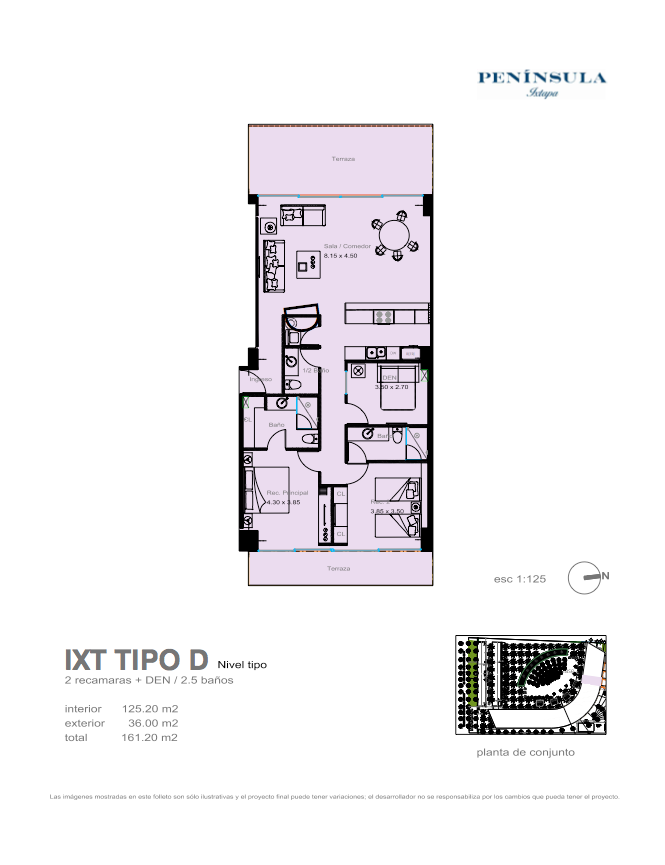 PENÍNSULA
Ixtapa
Terraza
Sala / Comedor
8.15 x 4.50
1/2 Baño
Ingreso
DEN
3.50 x 2.70
CL
Baño
Baño
Rec. Principal
4.30 x 3.85
CL
Rec. 2
3.85 x 3.50
CL
Terraza
esc 1:125
N
IXT TIPO D Nivel tipo
2 recamaras + DEN / 2.5 baños
interior 125.20 m2
exterior 36.00 m2
total 161.20 m2
planta de conjunto
Las imágenes mostradas en este folleto son sólo ilustrativas y el proyecto final puede tener variaciones, el desarrollador no se responsabiliza por los cambios que pueda tener el proyecto.